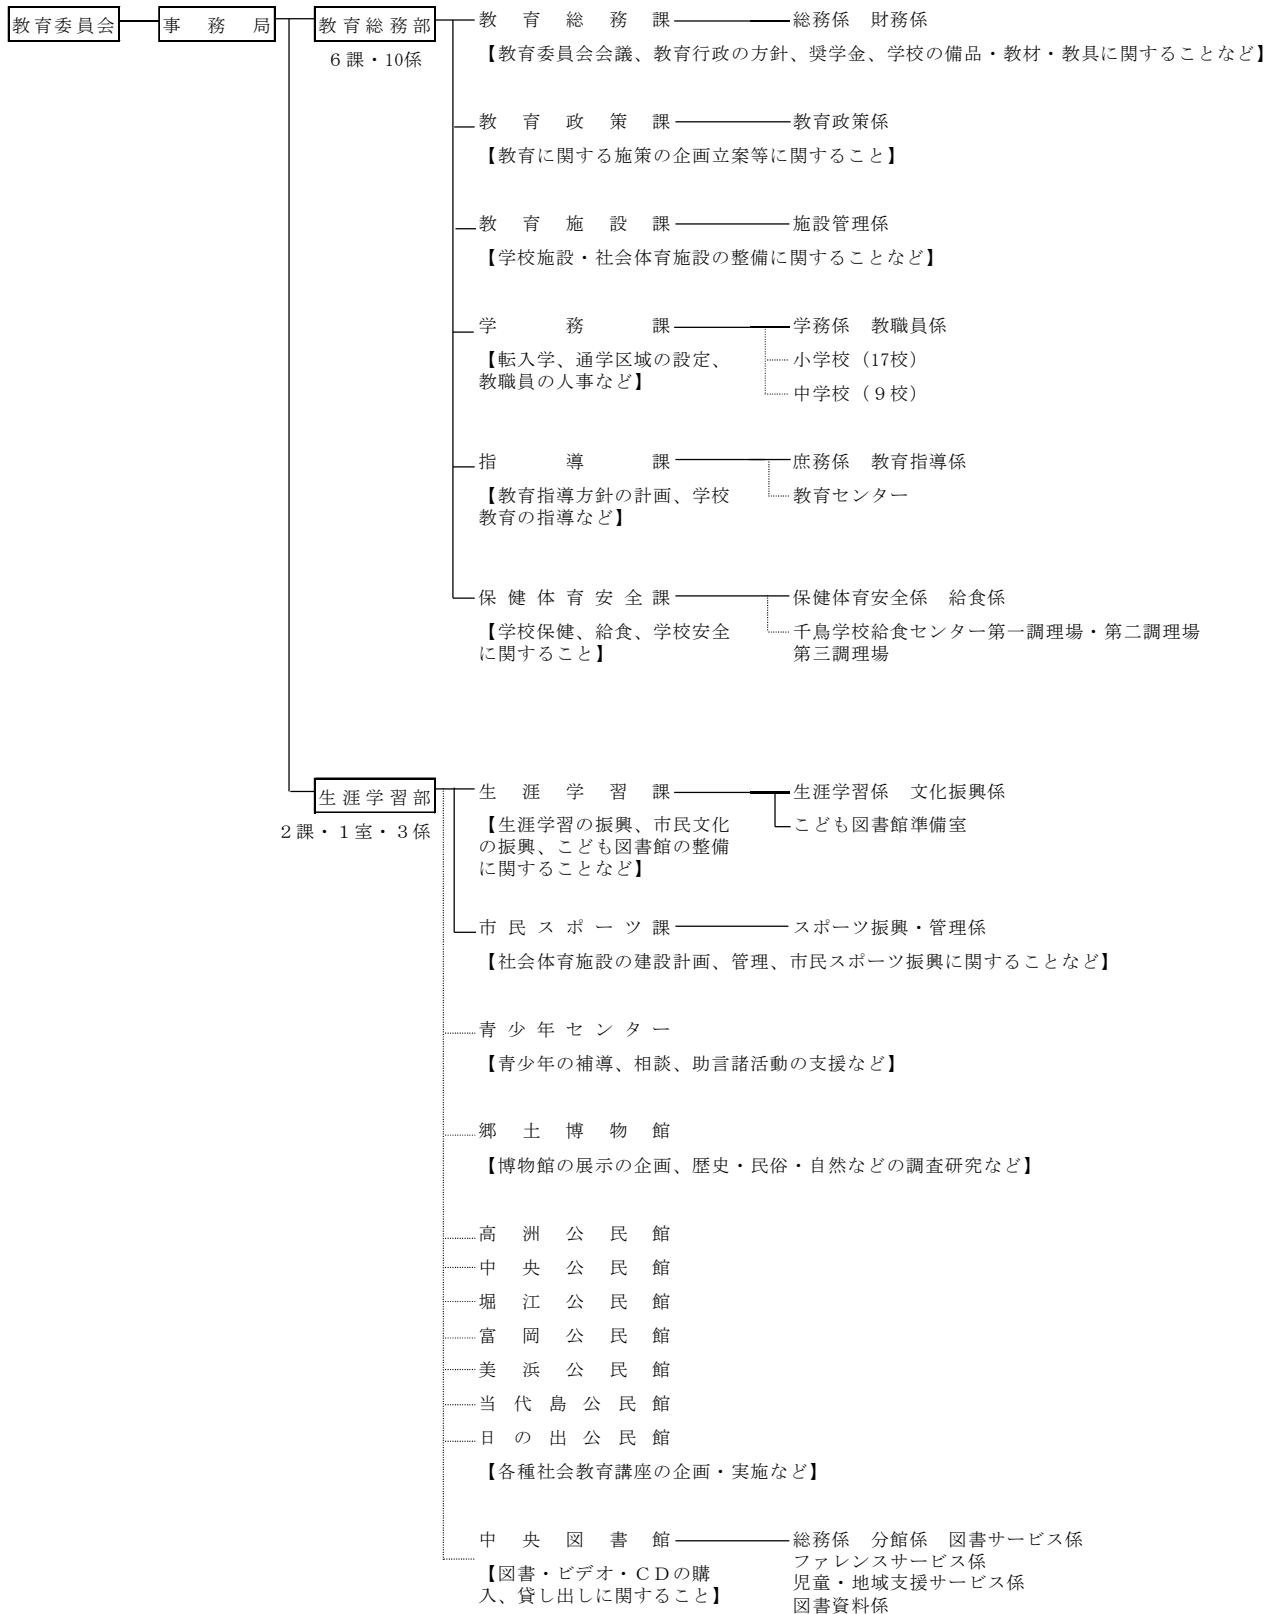 教育委員会 事務局 教育総務部 教育総務課 総務係 財務係
6課・10係
【教育委員会会議、教育行政の方針、奨学金、学校の備品・教材・教具に関することなど】
教育政策課 教育政策係
【教育に関する施策の企画立案等に関すること】
教育施設課 施設管理係
【学校施設・社会体育施設の整備に関することなど】
学務課 学務係 教職員係
【転入学、通学区域の設定、
教職員の人事など】
小学校（17校）
中学校（９校）
指導課 庶務係 教育指導係
【教育指導方針の計画、学校
教育の指導など】
教育センター
保健体育安全課 保健体育安全係 給食係
【学校保健、給食、学校安全
に関すること】
千鳥学校給食センター第一調理場・第二調理場
第三調理場
生涯学習部 生涯学習課 生涯学習係 文化振興係
２課・１室・３係
【生涯学習の振興、市民文化
の振興、こども図書館の整備
に関することなど】
こども図書館準備室
市民スポーツ課 スポーツ振興・管理係
【社会体育施設の建設計画、管理、市民スポーツ振興に関することなど】
青少年センター
【青少年の補導、相談、助言諸活動の支援など】
郷土博物館
【博物館の展示の企画、歴史・民俗・自然などの調査研究など】
高洲公民館
中央公民館
堀江公民館
富岡公民館
美浜公民館
当代島公民館
日の出公民館
【各種社会教育講座の企画・実施など】
中央図書館 総務係 分館係 図書サービス係
ファレンスサービス係
児童・地域支援サービス係
図書資料係
【図書・ビデオ・ＣＤの購
入、貸し出しに関すること】